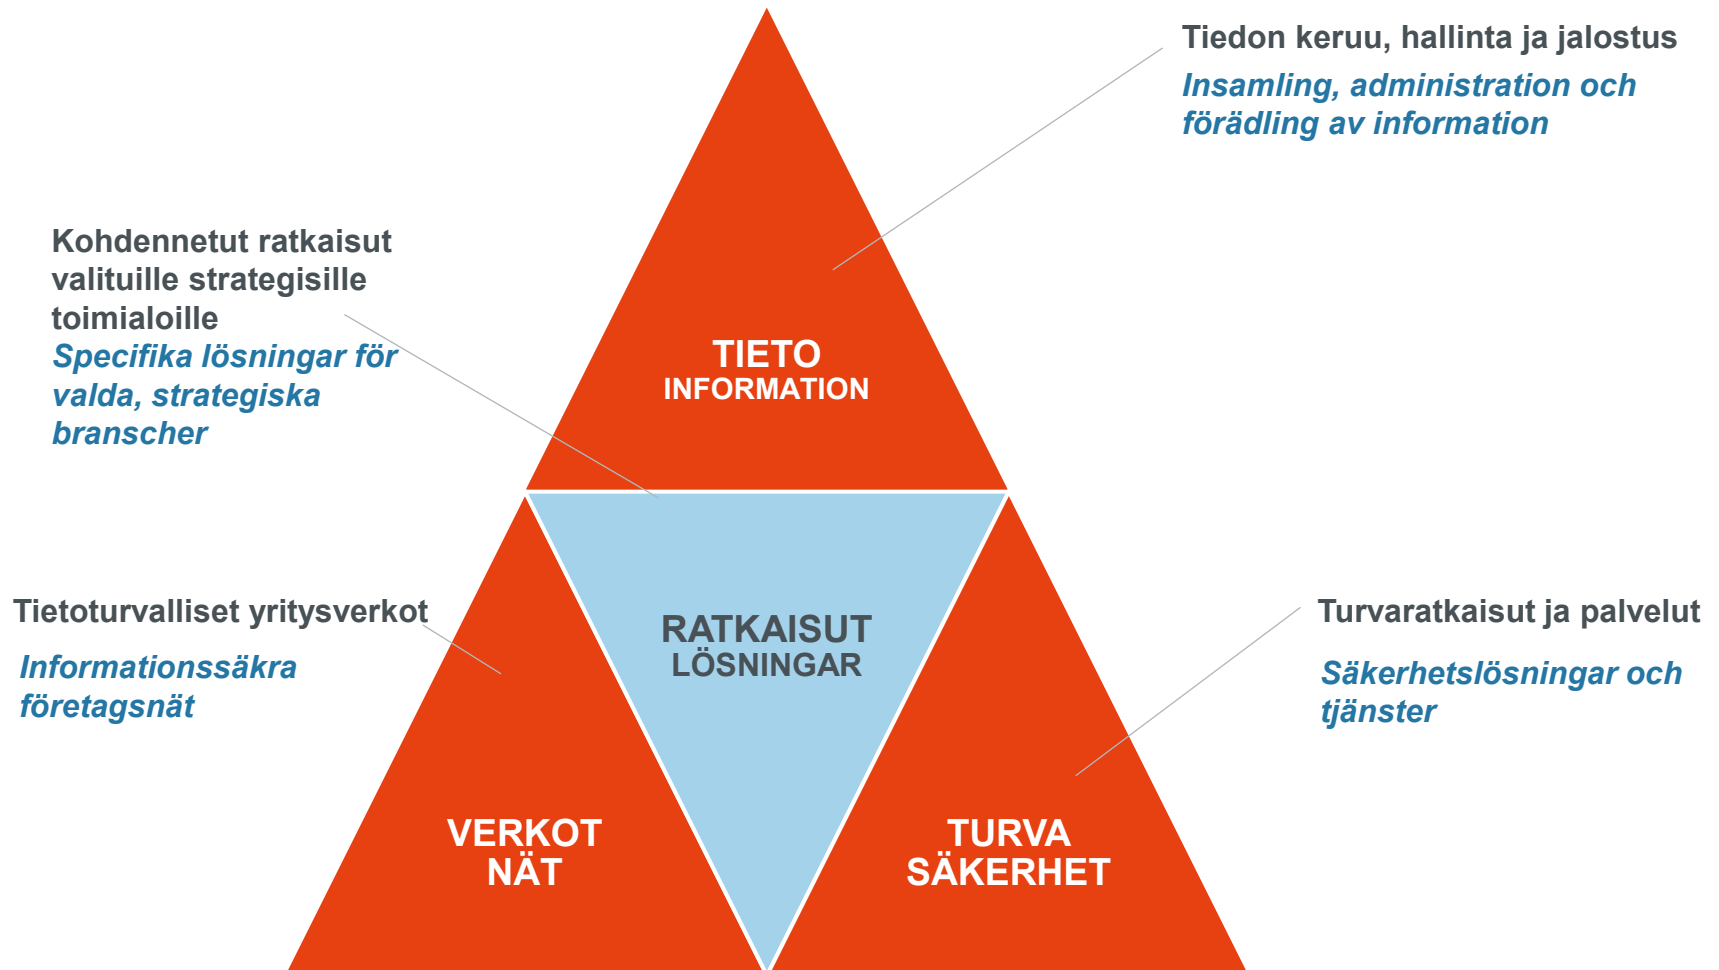 Tiedon keruu, hallinta ja jalostus
Insamling, administration och
förädling av information
Kohdennetut ratkaisut
valituille strategisille
toimialoille
Specifika lösningar för
valda, strategiska
branscher
TIETO
INFORMATION
Tietoturvalliset yritysverkot
Informationssäkra
företagsnät
RATKAISUT
LÖSNINGAR
Turvaratkaisut ja palvelut
Säkerhetslösningar och
tjänster
VERKOT
NÄT
TURVA
SÄKERHET